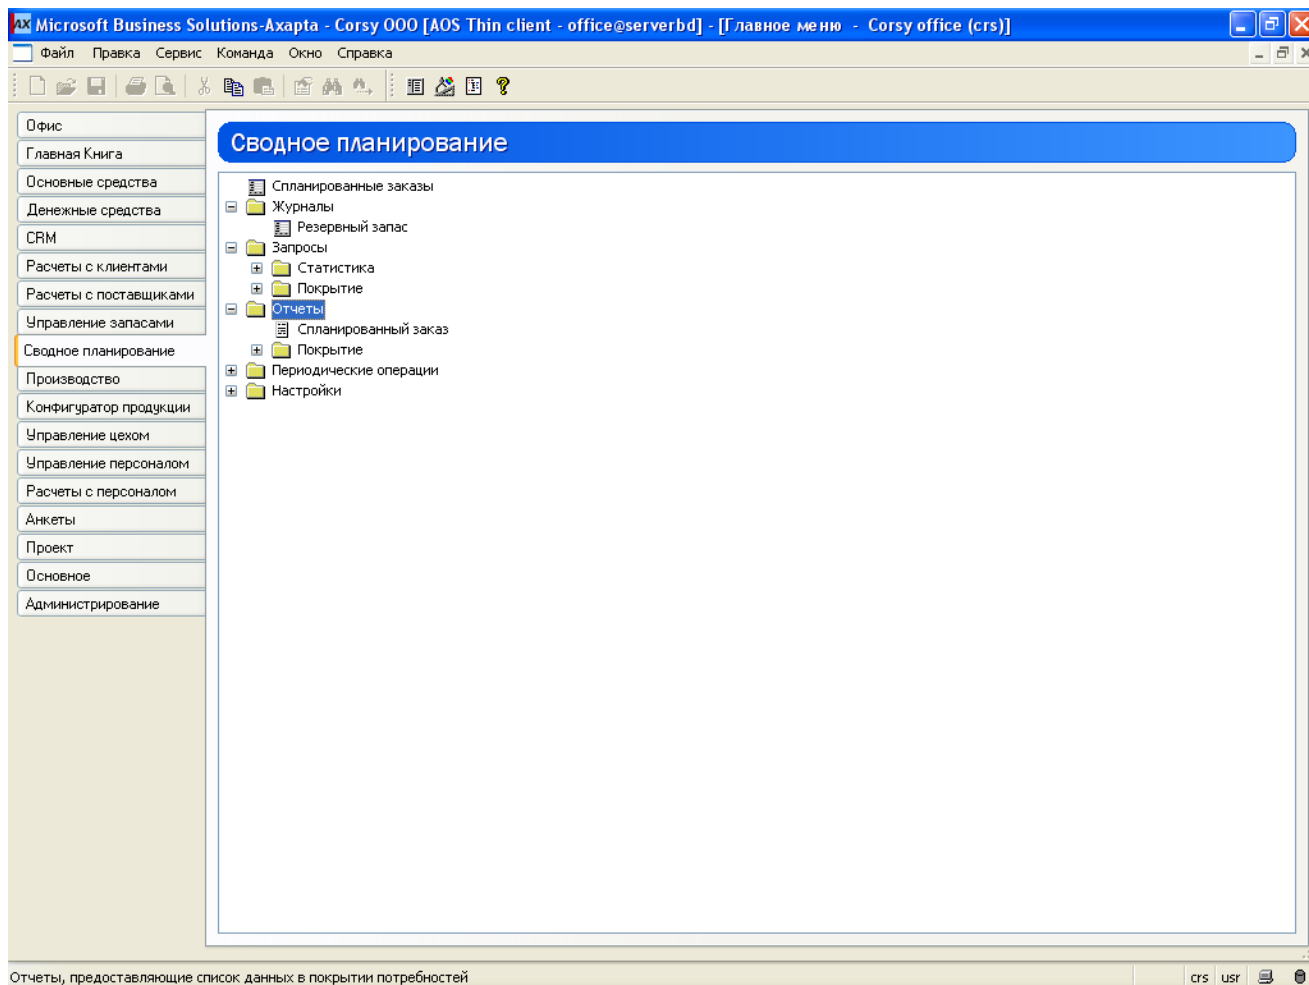 Microsoft Business Solutions-Axapta - Corsy ООО [AOS Thin client - office@serverbd] - [Главное меню - Corsy office (crs)]
Файл Правка Сервис Команда Окно Справка
Офис
Главная Книга
Основные средства
Денежные средства
CRM
Расчеты с клиентами
Расчеты с поставщиками
Управление запасами
Сводное планирование
Производство
Конфигуратор продукции
Управление цехом
Управление персоналом
Расчеты с персоналом
Анкеты
Проект
Основное
Администрирование
Сводное планирование
Спланированные заказы
Журналы
Резервный запас
Запросы
Статистика
Покрытие
Отчеты
Спланированный заказ
Покрытие
Периодические операции
Настройки
Отчеты, предоставляющие список данных в покрытии потребностей
crs usr